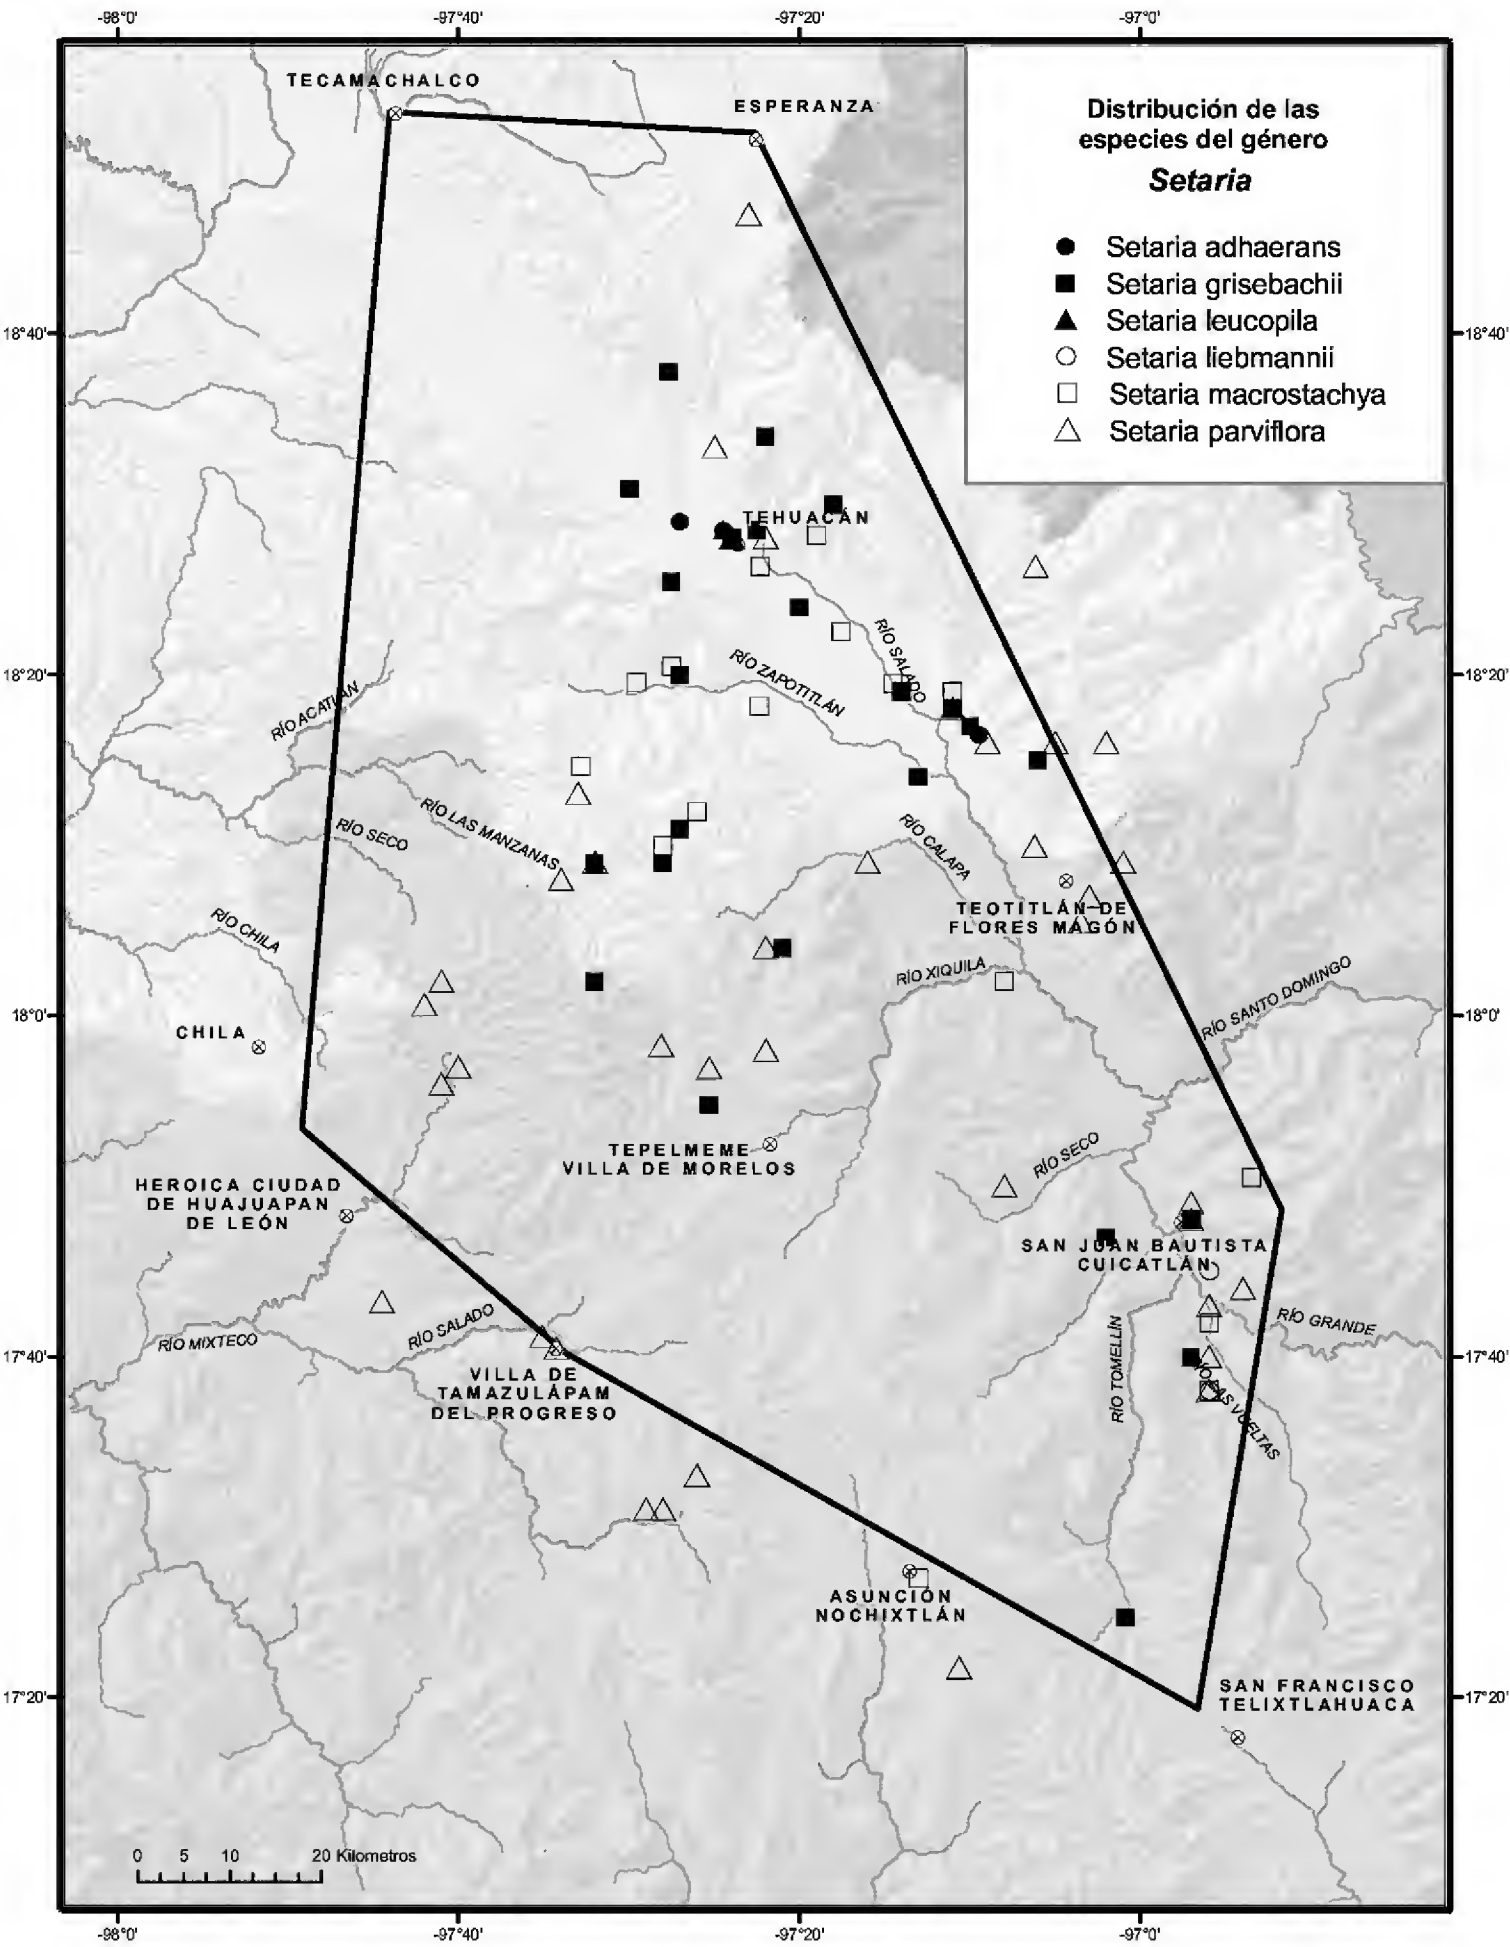 -98°0'
-97°40'
-97°20'
-97°0'
TECAMACHALCO
ESPERANZA
Distribución de las
especies del género
Setaria
Setaria adhaerans
Setaria grisebachii
Setaria leucopila
Setaria liebmannii
Setaria macrostachya
Setaria parviflora
18°40'
18°40'
TEHUACÁN
RÍO SALADO
RÍO ZAPOTITLÁN
18°20'
18°20'
RÍO ACATLÁN
RÍO LAS MANZANAS
RÍO SECO
RÍO CALAPA
TEOTITLÁN DE
FLORES MAGÓN
RÍO CHILA
RÍO XIQUILA
RÍO SANTO DOMINGO
18°0'
18°0'
CHILA
TEPELMEME
VILLA DE MORELOS
RÍO SECO
HEROICA CIUDAD
DE HUAJUAPAN
DE LEÓN
SAN JUAN BAUTISTA
CUICATLÁN
RÍO SALADO
RÍO MIXTECO
RÍO GRANDE
RÍO TOMELLÍN
17°40'
17°40'
VILLA DE
TAMAZULÁPAM
DEL PROGRESO
VUELTAS
ASUNCIÓN
NOCHIXTLÁN
17°20'
17°20'
SAN FRANCISCO
TELIXTLAHUACA
0 5 10 20 Kilometros
-98°0'
-97°40'
-97°20'
-97°0'